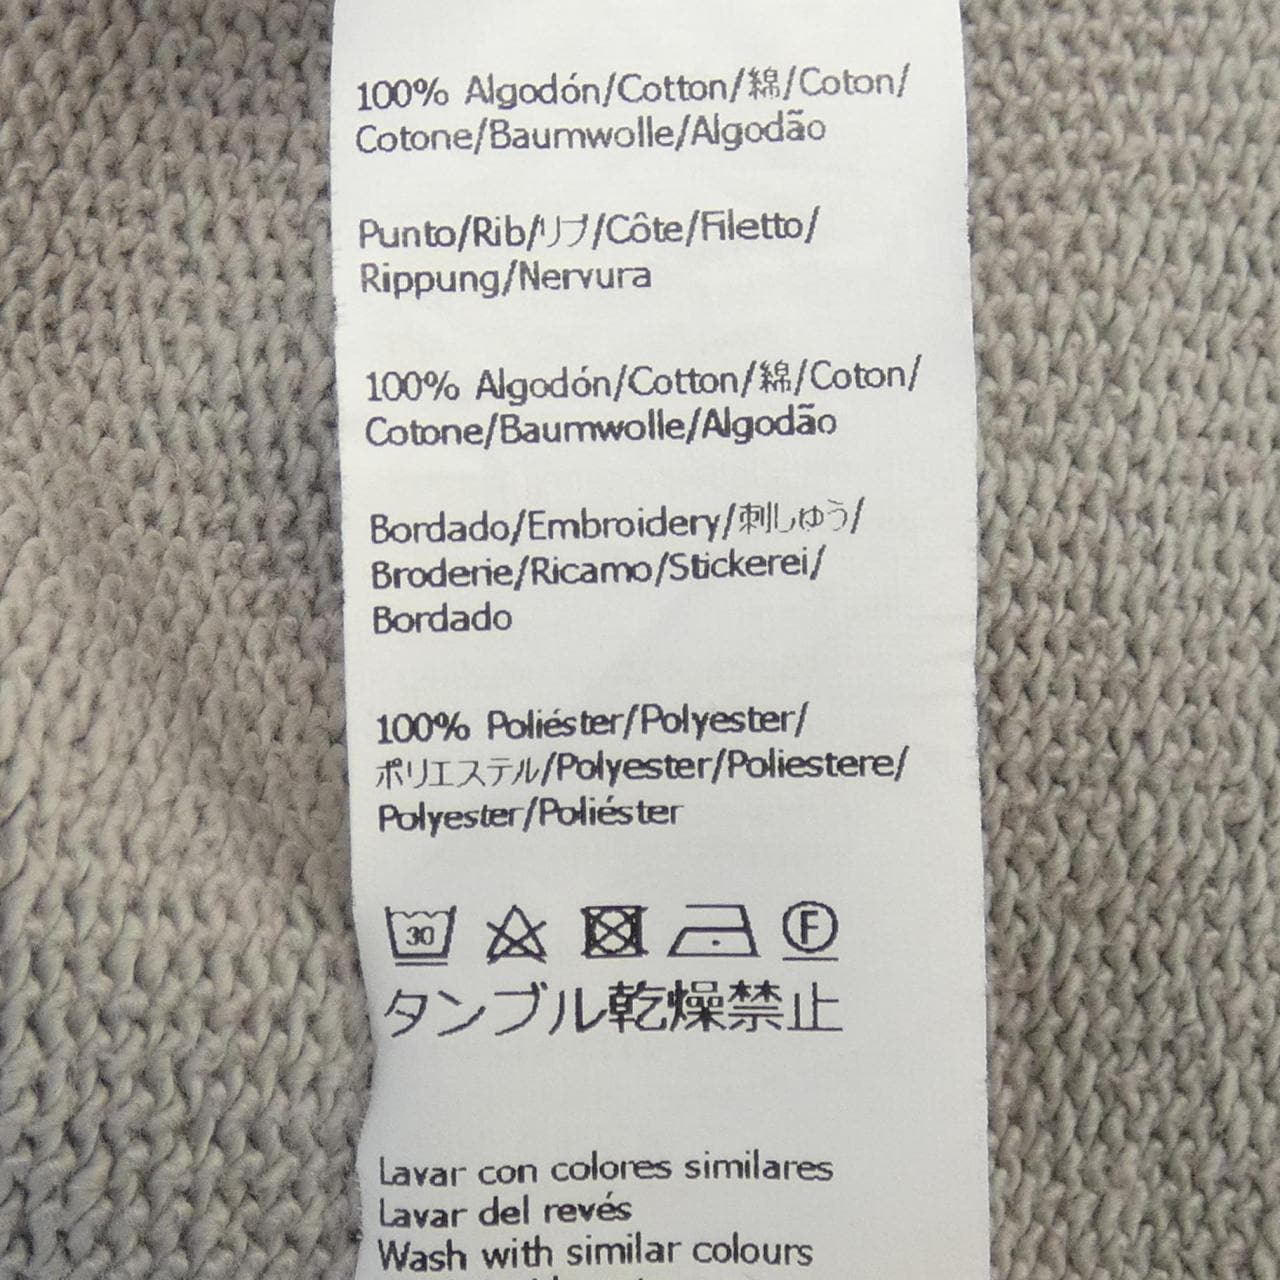 100% Algodón/Cotton/綿/Coton/
Cotone/Baumwolle/Algodão
Punto/Rib/リブ/Côte/Filetto/
Rippung/Nervura
100% Algodón/Cotton/綿/Coton/
Cotone/Baumwolle/Algodão
Bordado/Embroidery/刺しゅう/
Broderie/Ricamo/Stickerei/
Bordado
100% Poliéster/Polyester/
ポリエステル/Polyester/Poliestere/
Polyester/Poliéster
30 F
タンブル乾燥禁止
Lavar con colores similares
Lavar del revés
Wash with similar colours